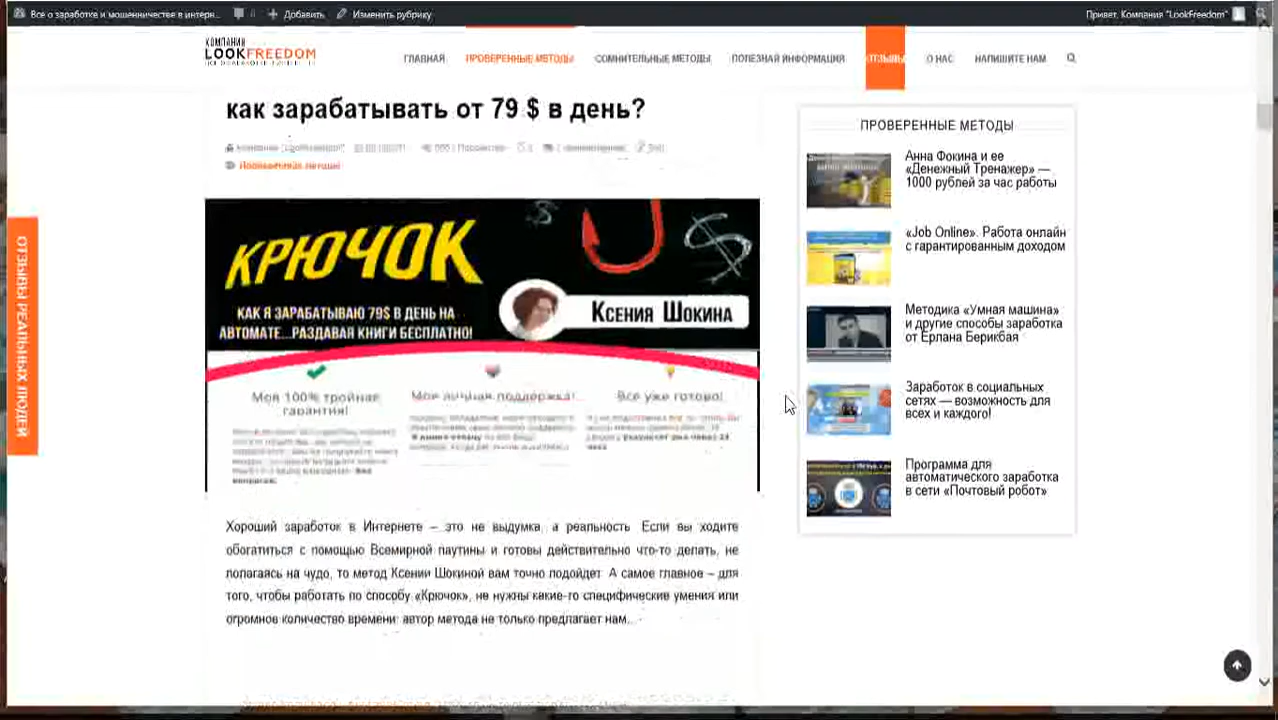 Все о заработке и мошенничестве в интерн...
Добавить
Изменить рубрику
Привет, Компания "LookFreedom"
КОМПАНИЯ
LOOKFREEDOM
ГЛАВНАЯ
ПРОВЕРЕННЫЕ МЕТОДЫ
СОМНИТЕЛЬНЫЕ МЕТОДЫ
ПОЛЕЗНАЯ ИНФОРМАЦИЯ
ОТЗЫВЫ
О НАС
НАПИШИТЕ НАМ
как зарабатывать от 79 $ в день?
КРЮЧОК
КАК Я ЗАРАБАТЫВАЮ 79$ В ДЕНЬ НА
АВТОМАТЕ...РАЗДАВАЯ КНИГИ БЕСПЛАТНО!
Ксения Шокина
Моя 100% тройная
гарантия!
Моя личная поддержка!
Все уже готово!
Хороший заработок в Интернете – это не выдумка, а реальность. Если вы хотите
обогатиться с помощью Всемирной паутины и готовы действительно что-то делать, не
полагаясь на чудо, то метод Ксении Шокиной вам точно подойдет. А самое главное – для
того, чтобы работать по способу «Крючок», не нужны какие-то специфические умения или
огромное количество времени: автор метода не только предлагает нам...
ОТЗЫВЫ РЕАЛЬНЫХ ЛЮДЕЙ
ПРОВЕРЕННЫЕ МЕТОДЫ
Анна Фокина и ее
«Денежный Тренажер» —
1000 рублей за час работы
«Job Online». Работа онлайн
с гарантированным доходом
Методика «Умная машина»
и другие способы заработка
от Ерлана Берикбая
Заработок в социальных
сетях — возможность для
всех и каждого!
Программа для
автоматического заработка
в сети «Почтовый робот»